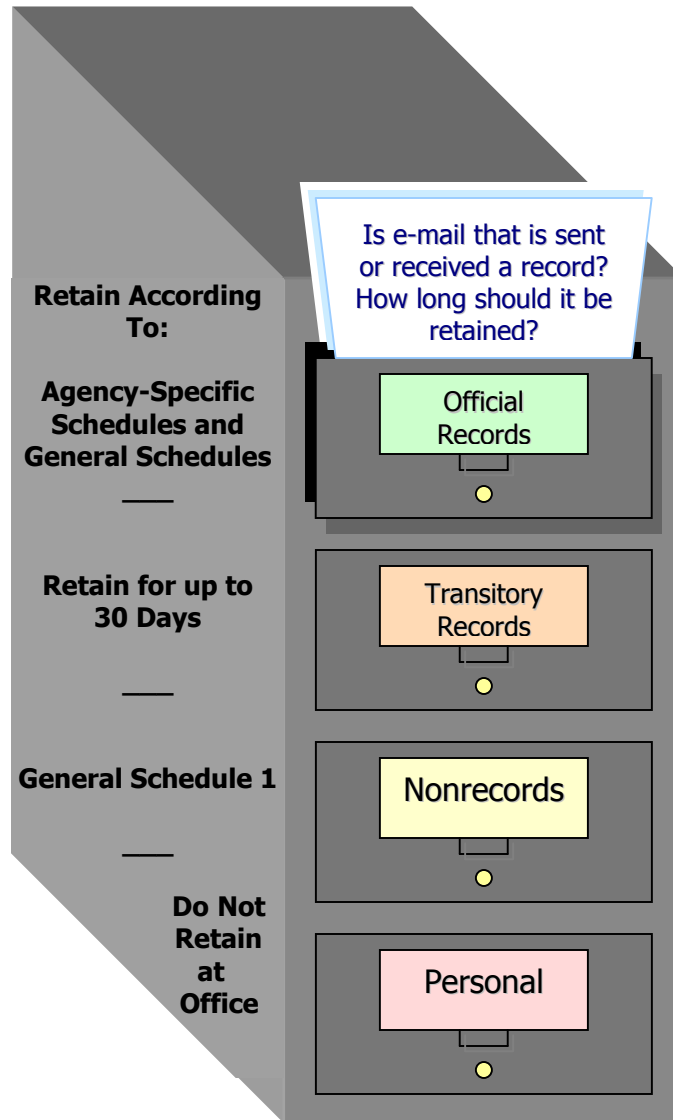 Is e-mail that is sent
or received a record?
How long should it be
retained?
Retain According
To:
Agency-Specific
Schedules and
General Schedules
Official
Records
Retain for up to
30 Days
Transitory
Records
General Schedule 1
Nonrecords
Do Not
Retain
at
Office
Personal